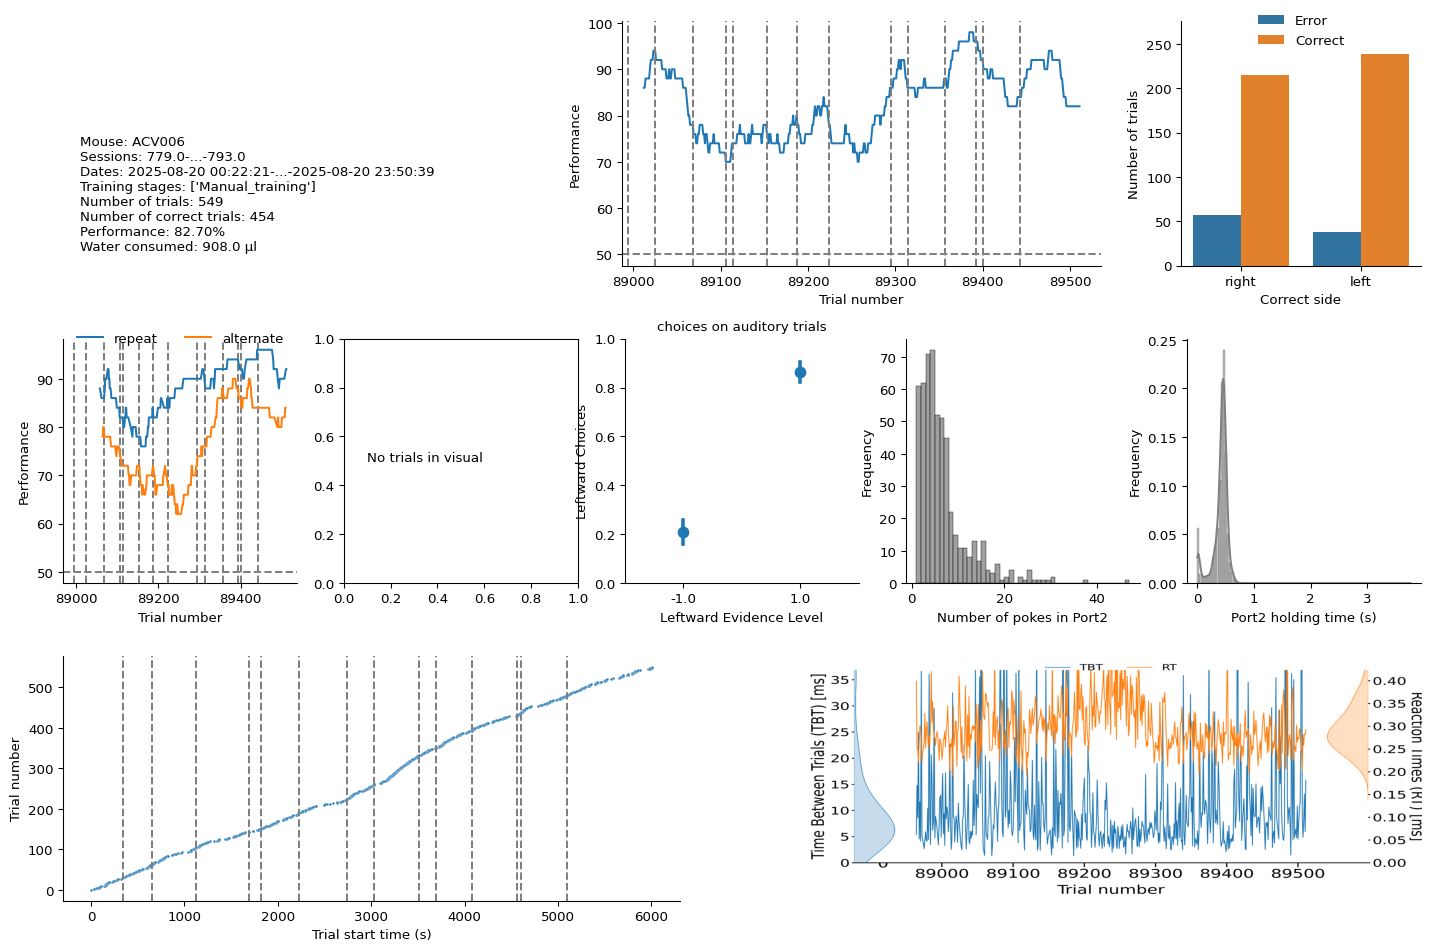 Mouse: ACV006
Sessions: 779.0-...-793.0
Dates: 2025-08-20 00:22:21-...-2025-08-20 23:50:39
Training stages: ['Manual_training']
Number of trials: 549
Number of correct trials: 454
Performance: 82.70%
Water consumed: 908.0 µl
Performance
100
90
80
70
60
50
89000 89100 89200 89300 89400 89500
Trial number
Error
Correct
Number of trials
250
200
150
100
50
0
right left
Correct side
repeat alternate
Performance
90
80
70
60
50
89000 89200 89400
Trial number
1.0
0.8
0.6
0.4
0.2
0.0
No trials in visual
0.0 0.2 0.4 0.6 0.8 1.0
choices on auditory trials
Leftward Choices
1.0
0.8
0.6
0.4
0.2
0.0
-1.0 1.0
Leftward Evidence Level
Frequency
70
60
50
40
30
20
10
0
0 20 40
Number of pokes in Port2
Frequency
0.25
0.20
0.15
0.10
0.05
0.00
0 1 2 3
Port2 holding time (s)
Trial number
500
400
300
200
100
0
0 1000 2000 3000 4000 5000 6000
Trial start time (s)
TBT RT
Time Between Trials (TBT) [ms]
35
30
25
20
15
10
5
0
0.40
0.35
0.30
0.25
0.20
0.15
0.10
0.05
0.00
Reaction Times (RT) [ms]
0
89000 89100 89200 89300 89400 89500
Trial number